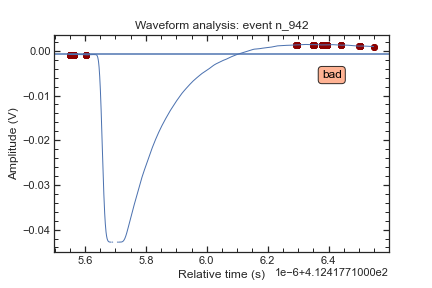 Waveform analysis: event n_942
Amplitude (V)
0.00
−0.01
−0.02
−0.03
−0.04
bad
5.6 5.8 6.0 6.2 6.4
Relative time (s)
1e-6+4.1241771000e2